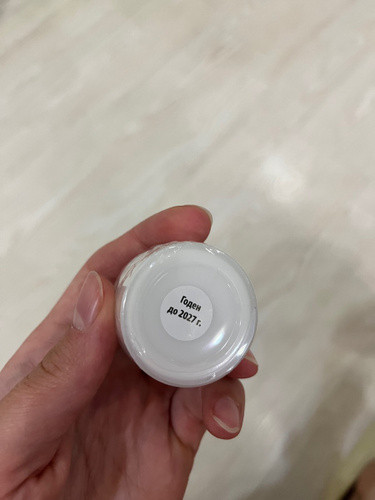 Годен
до 2027 г.